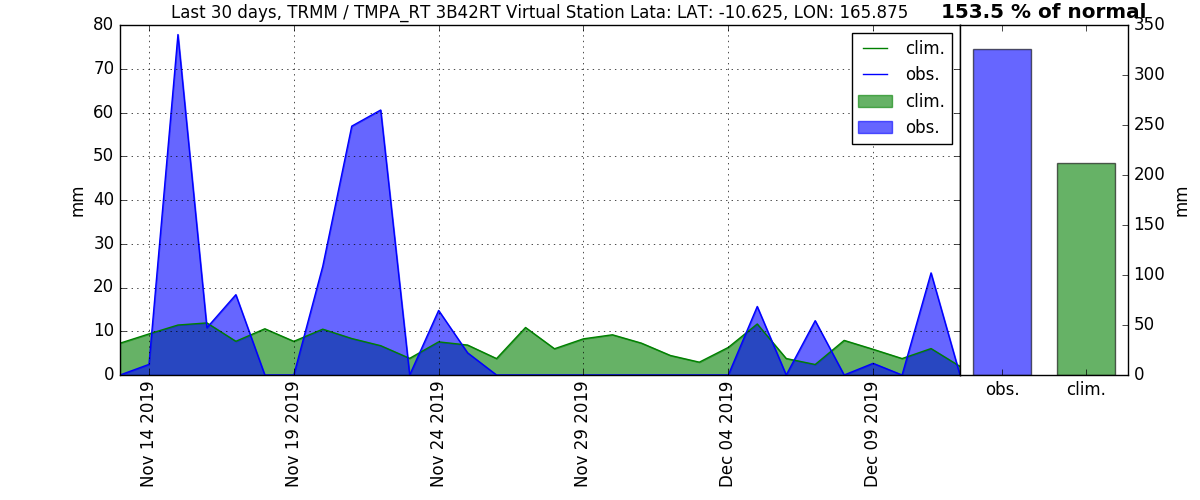 Last 30 days, TRMM / TMPA_RT 3B42RT Virtual Station Lata: LAT: -10.625, LON: 165.875
153.5 % of normal
80
70
60
50
40
30
20
10
0
mm
clim.
obs.
clim.
obs.
350
300
250
200
150
100
50
0
mm
Nov 14 2019
Nov 19 2019
Nov 24 2019
Nov 29 2019
Dec 04 2019
Dec 09 2019
obs.
clim.